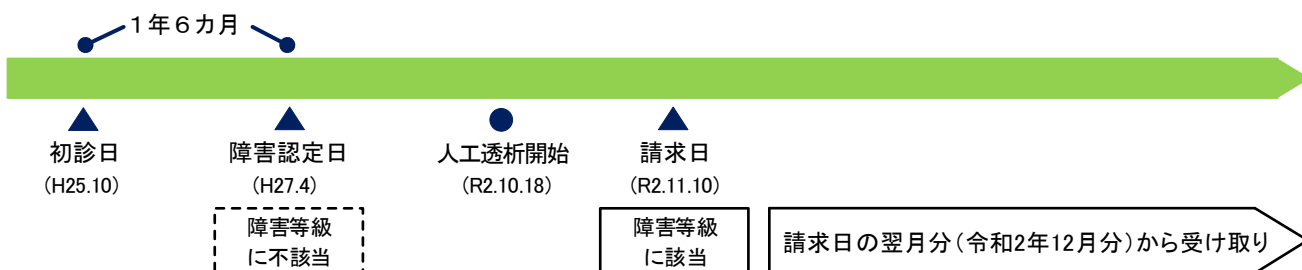 １年６カ月
初診日
(H25.10)
障害認定日
(H27.4)
人工透析開始
(R2.10.18)
請求日
(R2.11.10)
障害等級
に不該当
障害等級
に該当
請求日の翌月分(令和2年12月分)から受け取り